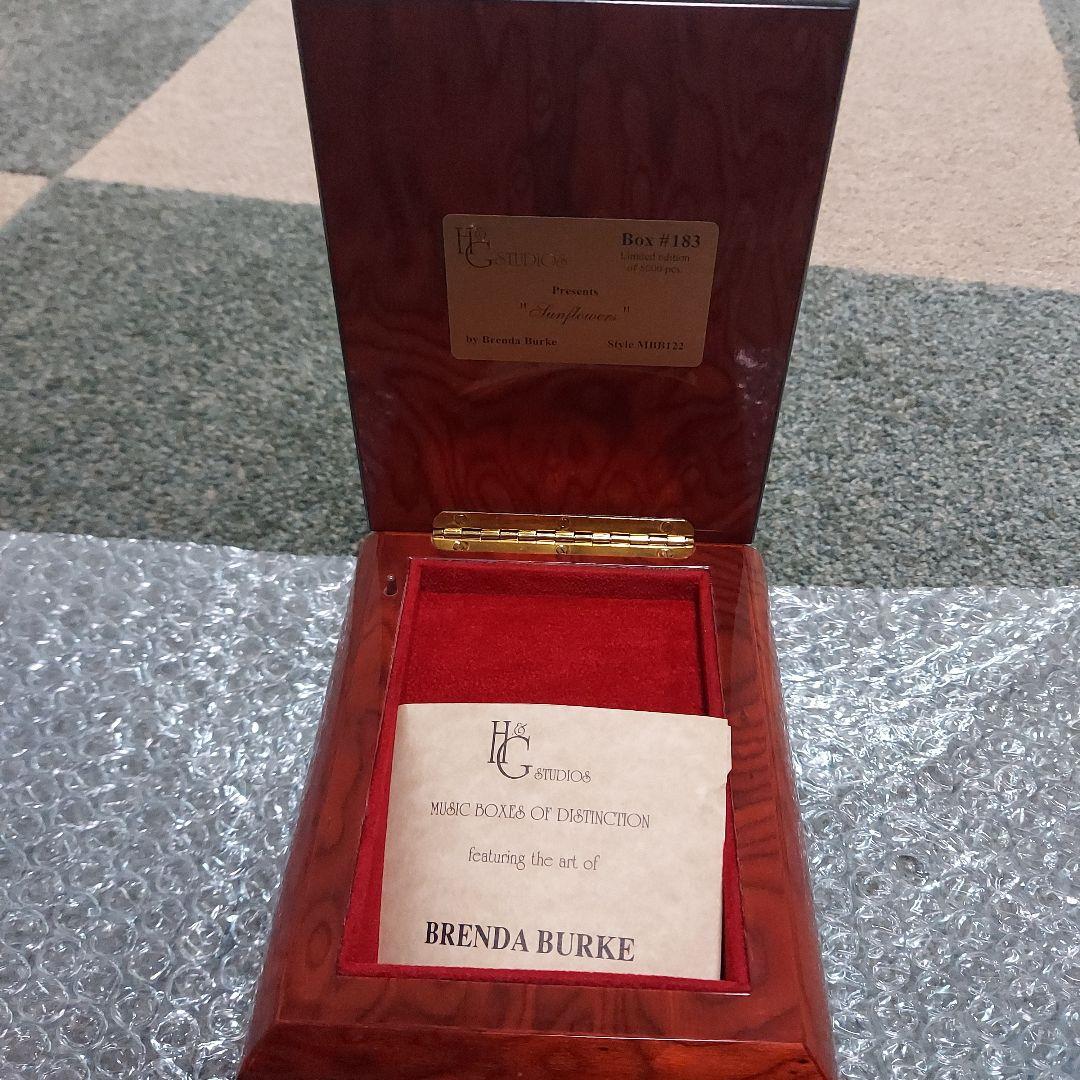 H&G STUDIOS
Box #183
Limited edition
of 5000 pcs.
Presents
"Sunflowers"
by Brenda Burke
Style MBB122
H&G STUDIOS
MUSIC BOXES OF DISTINCTION
featuring the art of
BRENDA BURKE